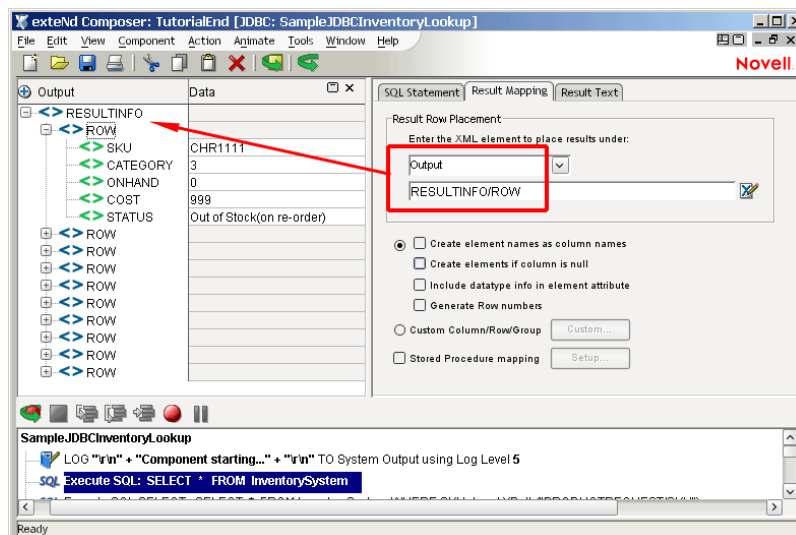 exteNd Composer: TutorialEnd [JDBC: SampleJDBCInventoryLookup]
File Edit View Component Action Animate Tools Window Help
Novell
Output Data
RESULTINFO
ROW
SKU CHR1111
CATEGORY 3
ONHAND 0
COST 999
STATUS Out of Stock(on re-order)
ROW
ROW
ROW
ROW
ROW
ROW
ROW
ROW
ROW
SQL Statement Result Mapping Result Text
Result Row Placement
Enter the XML element to place results under:
Output
RESULTINFO/ROW
Create element names as column names
Create elements if column is null
Include datatype info in element attribute
Generate Row numbers
Custom Column/Row/Group Custom...
Stored Procedure mapping Setup...
SampleJDBCInventoryLookup
LOG "\r\n" + "Component starting..." + "\r\n" TO System Output using Log Level 5
SQL Execute SQL: SELECT * FROM InventorySystem
Ready